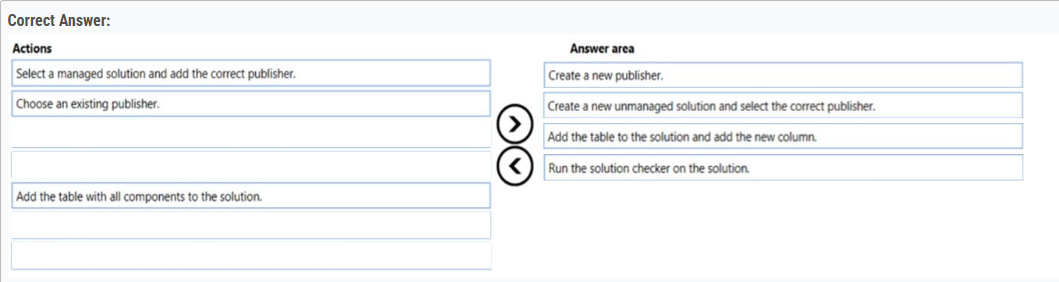 Correct Answer:
Actions
Answer area
Select a managed solution and add the correct publisher.
Create a new publisher.
Choose an existing publisher.
Create a new unmanaged solution and select the correct publisher.
Add the table to the solution and add the new column.
Run the solution checker on the solution.
Add the table with all components to the solution.